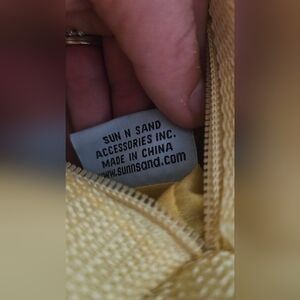 SUN N SAND
ACCESSORIES INC.
MADE IN CHINA
www.sunnsand.com